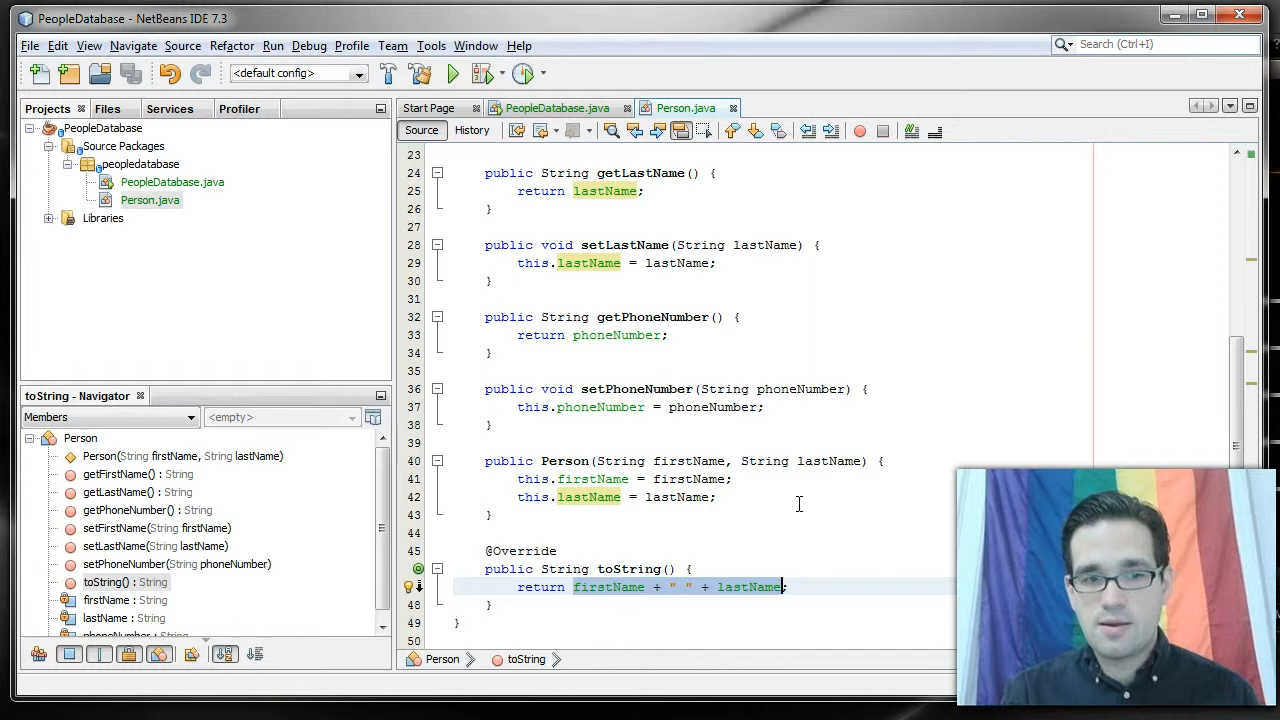 PeopleDatabase - NetBeans IDE 7.3
File Edit View Navigate Source Refactor Run Debug Profile Team Tools Window Help
Search (Ctrl+I)
<default config>
Projects Files Services Profiler
Start Page PeopleDatabase.java Person.java
Source History
PeopleDatabase
Source Packages
peopledatabase
PeopleDatabase.java
Person.java
Libraries
toString - Navigator
Members <empty>
Person
Person(String firstName, String lastName)
getFirstName() : String
getLastName() : String
getPhoneNumber() : String
setFirstName(String firstName)
setLastName(String lastName)
setPhoneNumber(String phoneNumber)
toString() : String
firstName : String
lastName : String
phoneNumber : String
23
24 public String getLastName() {
25 return lastName;
26 }
27
28 public void setLastName(String lastName) {
29 this.lastName = lastName;
30 }
31
32 public String getPhoneNumber() {
33 return phoneNumber;
34 }
35
36 public void setPhoneNumber(String phoneNumber) {
37 this.phoneNumber = phoneNumber;
38 }
39
40 public Person(String firstName, String lastName) {
41 this.firstName = firstName;
42 this.lastName = lastName;
43 }
44
45 @Override
public String toString() {
return firstName + " " + lastName;
48 }
49 }
50
Person toString